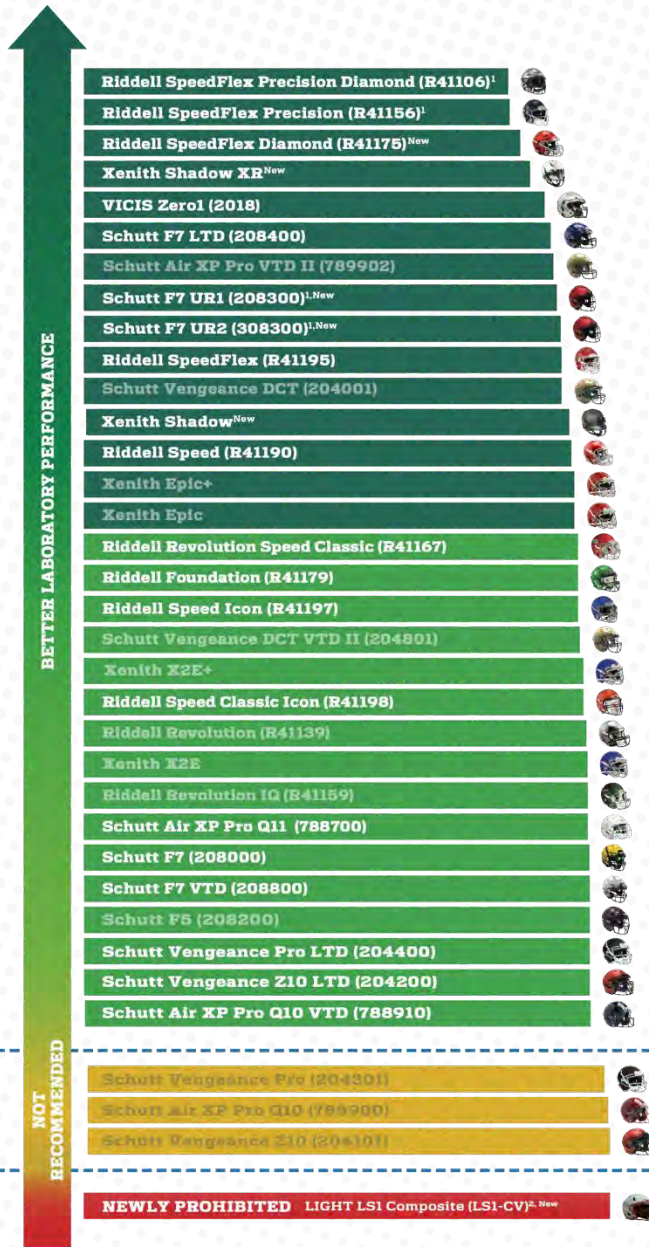 Riddell SpeedFlex Precision Diamond (R41106)¹
Riddell SpeedFlex Precision (R41156)¹
Riddell SpeedFlex Diamond (R41175)New
Xenith Shadow XRNew
VICIS Zero1 (2018)
Schutt F7 LTD (208400)
Schutt Air XP Pro VTD II (789902)
Schutt F7 UR1 (208300)1,New
Schutt F7 UR2 (308300)1,New
Riddell SpeedFlex (R41195)
Schutt Vengeance DCT (204001)
Xenith ShadowNew
Riddell Speed (R41190)
Xenith Epic+
Xenith Epic
Riddell Revolution Speed Classic (R41167)
Riddell Foundation (R41179)
Riddell Speed Icon (R41197)
Schutt Vengeance DCT VTD II (204801)
Xenith X2E+
Riddell Speed Classic Icon (R41198)
Riddell Revolution (R41139)
Xenith X2E
Riddell Revolution IQ (R41159)
Schutt Air XP Pro Q11 (788700)
Schutt F7 (208000)
Schutt F7 VTD (208800)
Schutt F5 (208200)
Schutt Vengeance Pro LTD (204400)
Schutt Vengeance Z10 LTD (204200)
Schutt Air XP Pro Q10 VTD (788910)
BETTER LABORATORY PERFORMANCE
NOT
RECOMMENDED
Schutt Vengeance Pro (204301)
Schutt Air XP Pro Q10 (789900)
Schutt Vengeance Z10 (204101)
NEWLY PROHIBITED LIGHT LS1 Composite (LS1-CV)2, New